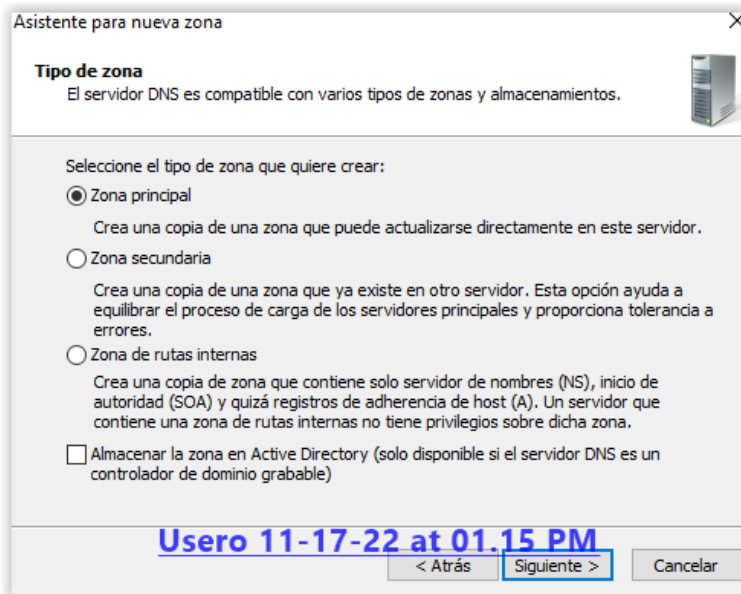 Asistente para nueva zona
Tipo de zona
El servidor DNS es compatible con varios tipos de zonas y almacenamientos.
Seleccione el tipo de zona que quiere crear:
Zona principal
Crea una copia de una zona que puede actualizarse directamente en este servidor.
Zona secundaria
Crea una copia de una zona que ya existe en otro servidor. Esta opción ayuda a
equilibrar el proceso de carga de los servidores principales y proporciona tolerancia a
errores.
Zona de rutas internas
Crea una copia de zona que contiene solo servidor de nombres (NS), inicio de
autoridad (SOA) y quizá registros de adherencia de host (A). Un servidor que
contiene una zona de rutas internas no tiene privilegios sobre dicha zona.
Almacenar la zona en Active Directory (solo disponible si el servidor DNS es un
controlador de dominio grabable)
Usero 11-17-22 at 01.15 PM
< Atrás Siguiente > Cancelar